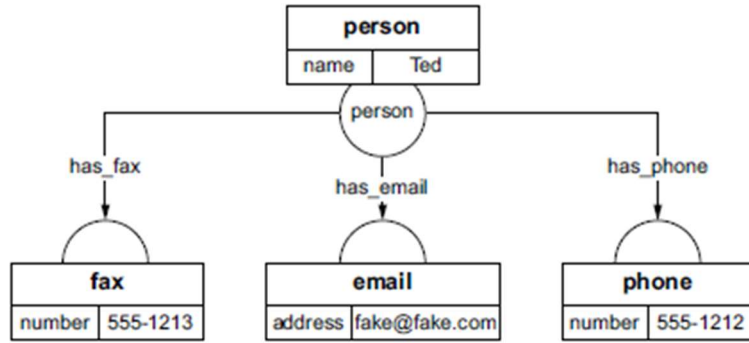 person
name Ted
person
has_fax
has_email
has_phone
fax
number 555-1213
email
address fake@fake.com
phone
number 555-1212